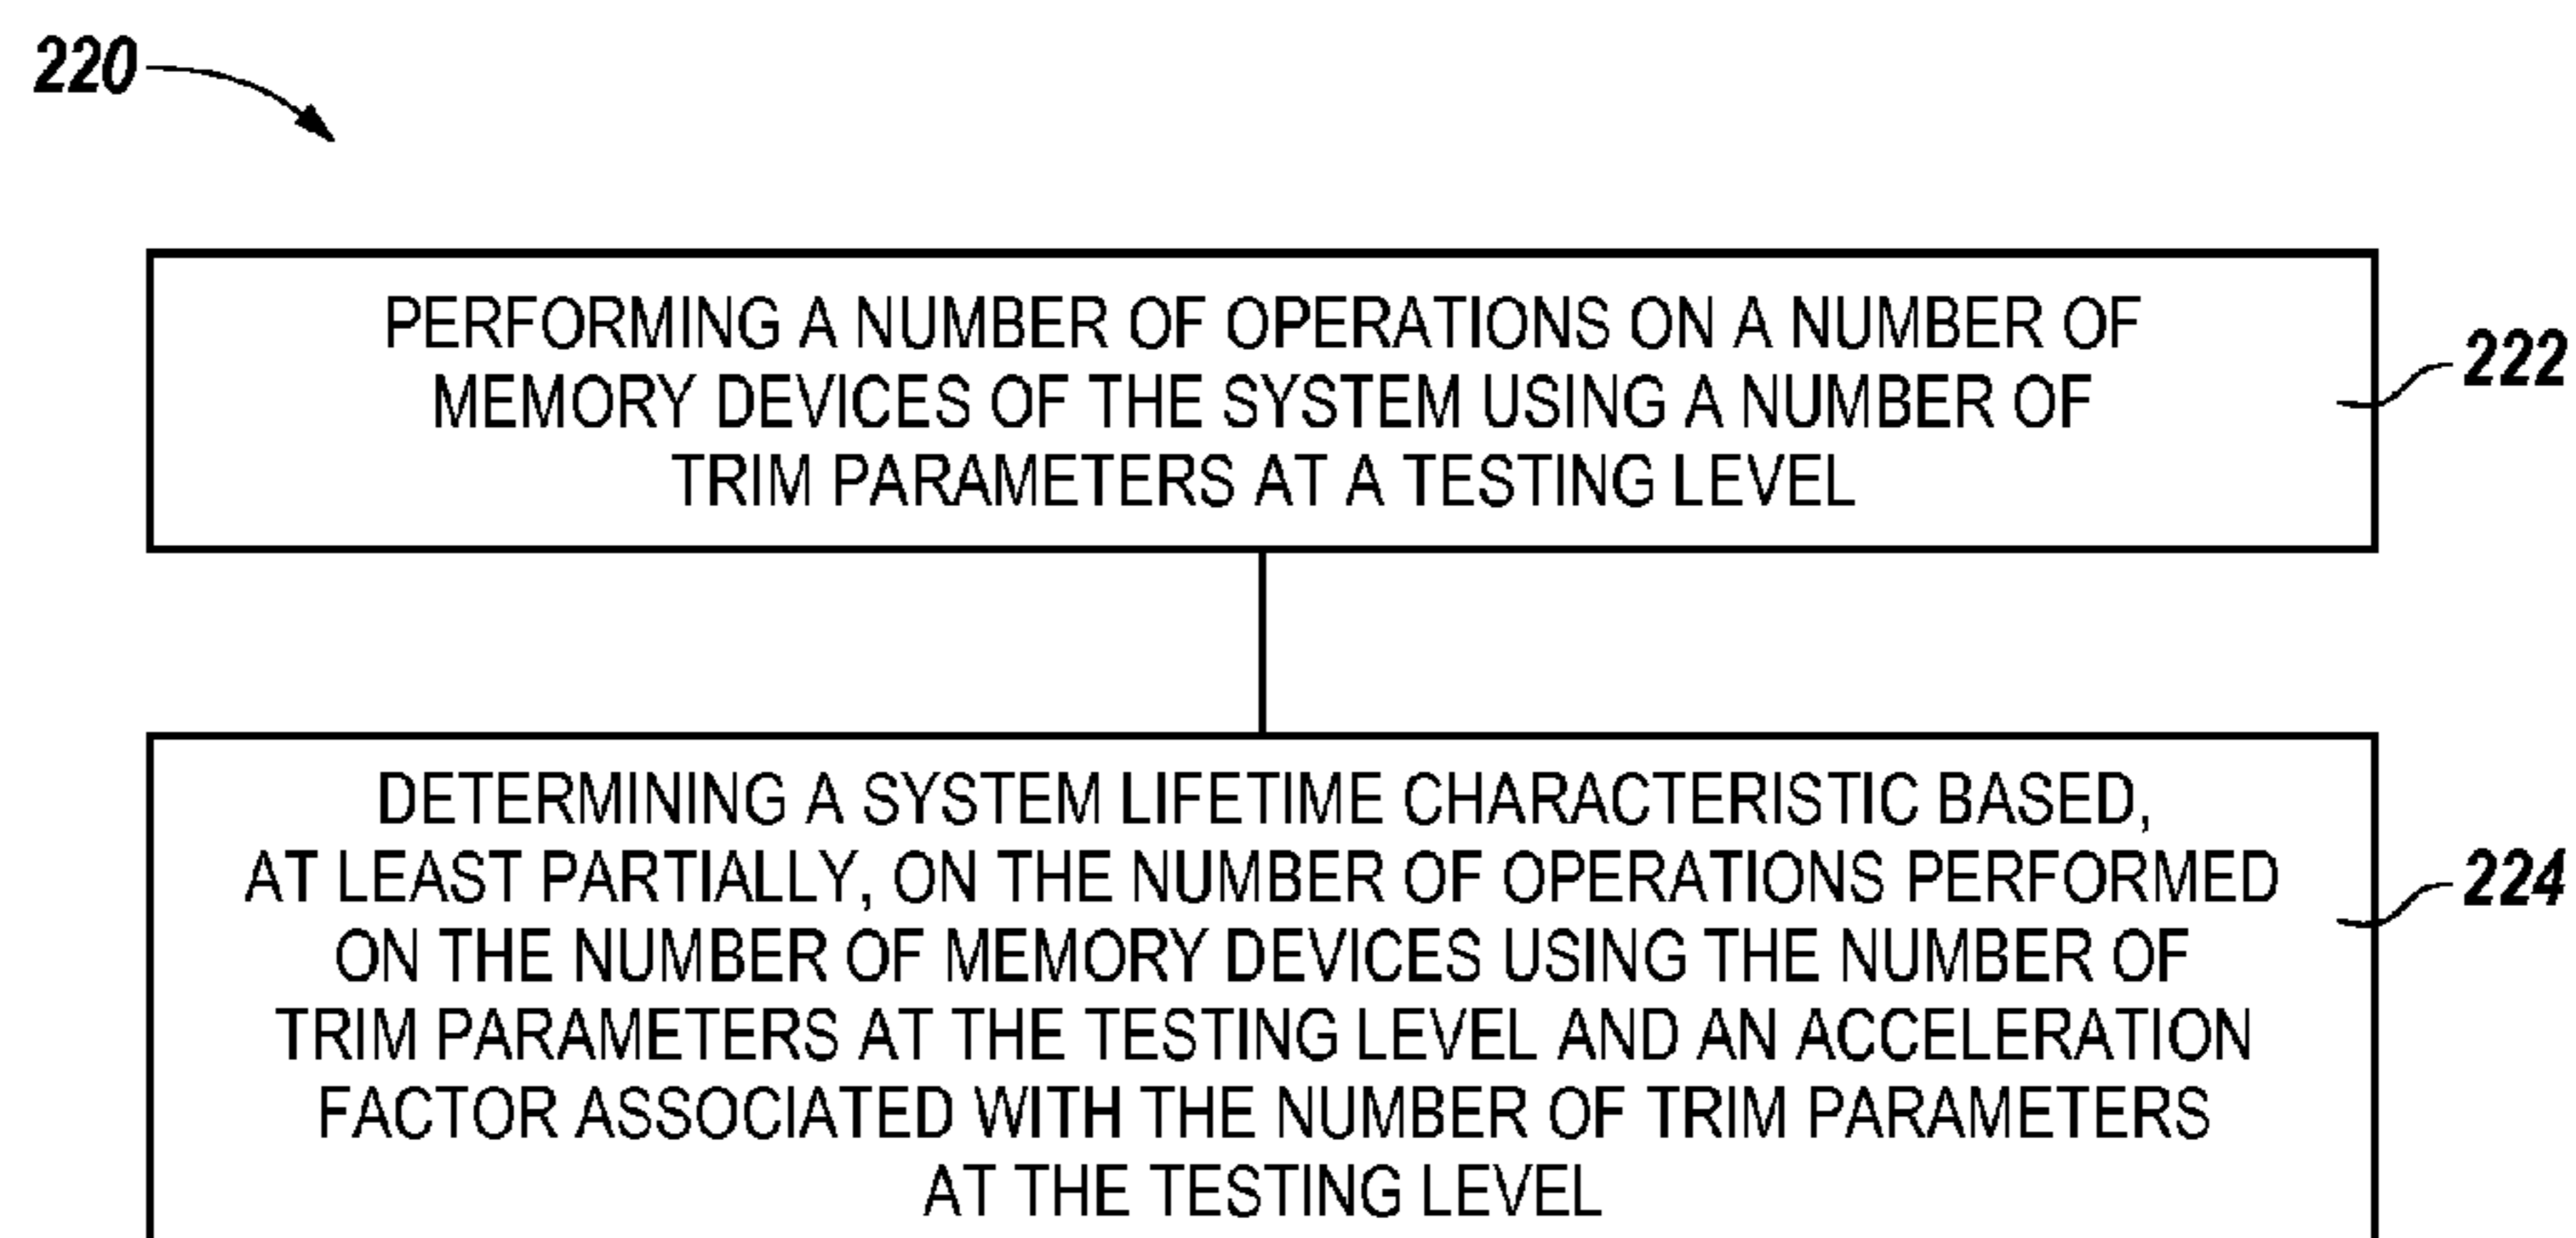 220
PERFORMING A NUMBER OF OPERATIONS ON A NUMBER OF
MEMORY DEVICES OF THE SYSTEM USING A NUMBER OF
TRIM PARAMETERS AT A TESTING LEVEL
222
DETERMINING A SYSTEM LIFETIME CHARACTERISTIC BASED,
AT LEAST PARTIALLY, ON THE NUMBER OF OPERATIONS PERFORMED
ON THE NUMBER OF MEMORY DEVICES USING THE NUMBER OF
TRIM PARAMETERS AT THE TESTING LEVEL AND AN ACCELERATION
FACTOR ASSOCIATED WITH THE NUMBER OF TRIM PARAMETERS
AT THE TESTING LEVEL
224